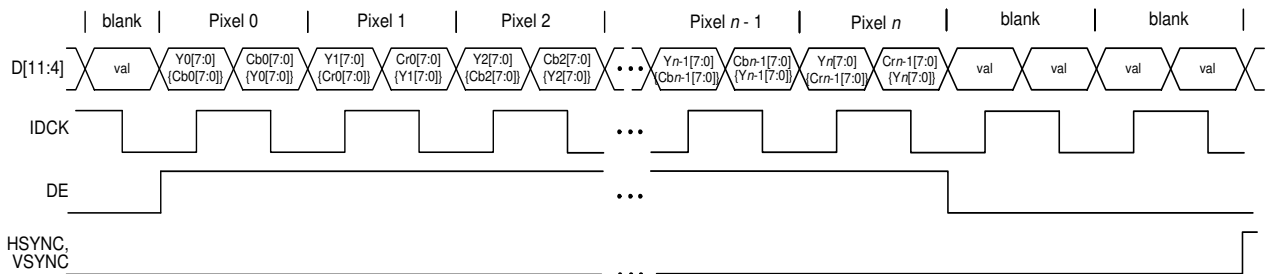 blank Pixel 0 Pixel 1 Pixel 2 Pixel n - 1 Pixel n blank blank
D[11:4] val Y0[7:0] Cb0[7:0] Y1[7:0] Cr0[7:0] Y2[7:0] Cb2[7:0] ... Yn-1[7:0] Cbn-1[7:0] Yn[7:0] Crn-1[7:0] val val val val
{Cb0[7:0]} {Y0[7:0]} {Cr0[7:0]} {Y1[7:0]} {Cb2[7:0]} {Y2[7:0]} {Cbn-1[7:0]} {Yn-1[7:0]} {Crn-1[7:0]} {Yn[7:0]}
IDCK ...
DE ...
HSYNC,
VSYNC ...